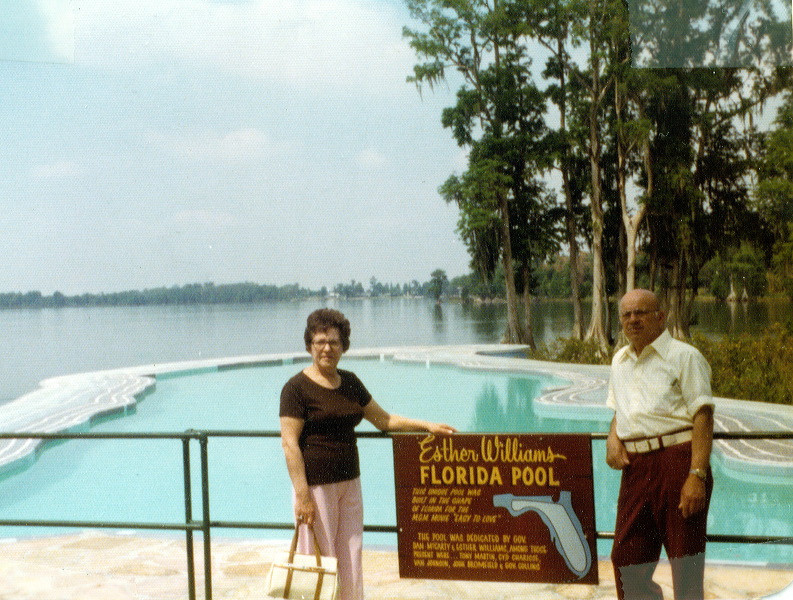 Esther Williams
FLORIDA POOL
THIS UNIQUE POOL WAS
BUILT IN THE SHAPE
OF FLORIDA FOR THE
M.G.M. MOVIE "EASY TO LOVE"
THE POOL WAS DEDICATED BY GOV.
DAN McCARTY & ESTHER WILLIAMS, AMONG THOSE
PRESENT WERE... TONY MARTIN, CYD CHARISSE,
VAN JOHNSON, JOHN BROMFIELD & GOV. COLLINS